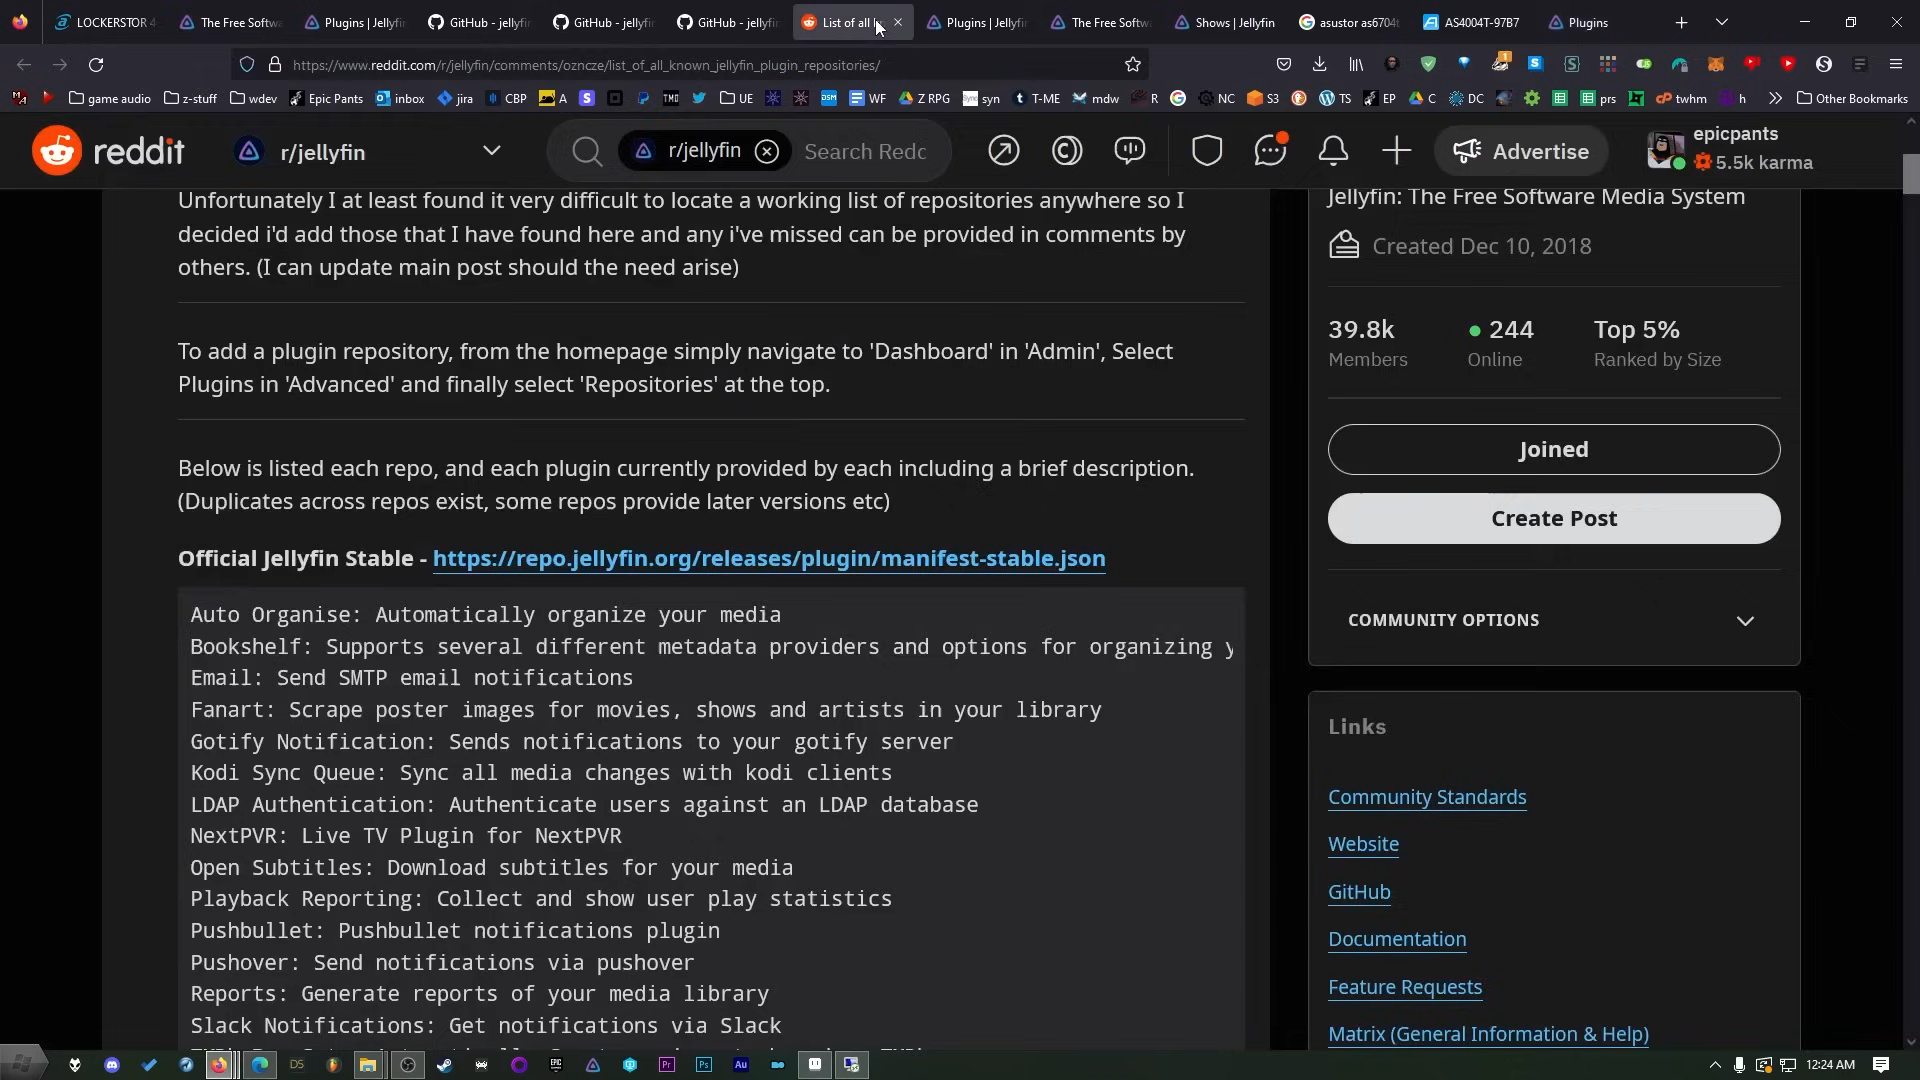 LOCKERSTOR 4
The Free Softwa
Plugins | Jellyfi
GitHub - jellyfin
GitHub - jellyfin
GitHub - jellyfin
List of all
Plugins | Jellyfin
The Free Softwa
Shows | Jellyfin
asustor as6704t
AS4004T-97B7
Plugins
https://www.reddit.com/r/jellyfin/comments/ozncze/list_of_all_known_jellyfin_plugin_repositories/
game audio
z-stuff
wdev
Epic Pants
inbox
jira
CBP
A
UE
WF
Z RPG
syn
T-ME
mdw
R
NC
S3
TS
EP
C
DC
prs
twhm
h
Other Bookmarks
reddit
r/jellyfin
r/jellyfin
Search Redc
Advertise
epicpants
5.5k karma
Unfortunately I at least found it very difficult to locate a working list of repositories anywhere so I
decided i'd add those that I have found here and any i've missed can be provided in comments by
others. (I can update main post should the need arise)
To add a plugin repository, from the homepage simply navigate to 'Dashboard' in 'Admin', Select
Plugins in 'Advanced' and finally select 'Repositories' at the top.
Below is listed each repo, and each plugin currently provided by each including a brief description.
(Duplicates across repos exist, some repos provide later versions etc)
Official Jellyfin Stable - https://repo.jellyfin.org/releases/plugin/manifest-stable.json
Auto Organise: Automatically organize your media
Bookshelf: Supports several different metadata providers and options for organizing y
Email: Send SMTP email notifications
Fanart: Scrape poster images for movies, shows and artists in your library
Gotify Notification: Sends notifications to your gotify server
Kodi Sync Queue: Sync all media changes with kodi clients
LDAP Authentication: Authenticate users against an LDAP database
NextPVR: Live TV Plugin for NextPVR
Open Subtitles: Download subtitles for your media
Playback Reporting: Collect and show user play statistics
Pushbullet: Pushbullet notifications plugin
Pushover: Send notifications via pushover
Reports: Generate reports of your media library
Slack Notifications: Get notifications via Slack
Jellyfin: The Free Software Media System
Created Dec 10, 2018
39.8k
244
Top 5%
Members
Online
Ranked by Size
Joined
Create Post
COMMUNITY OPTIONS
Links
Community Standards
Website
GitHub
Documentation
Feature Requests
Matrix (General Information & Help)
12:24 AM